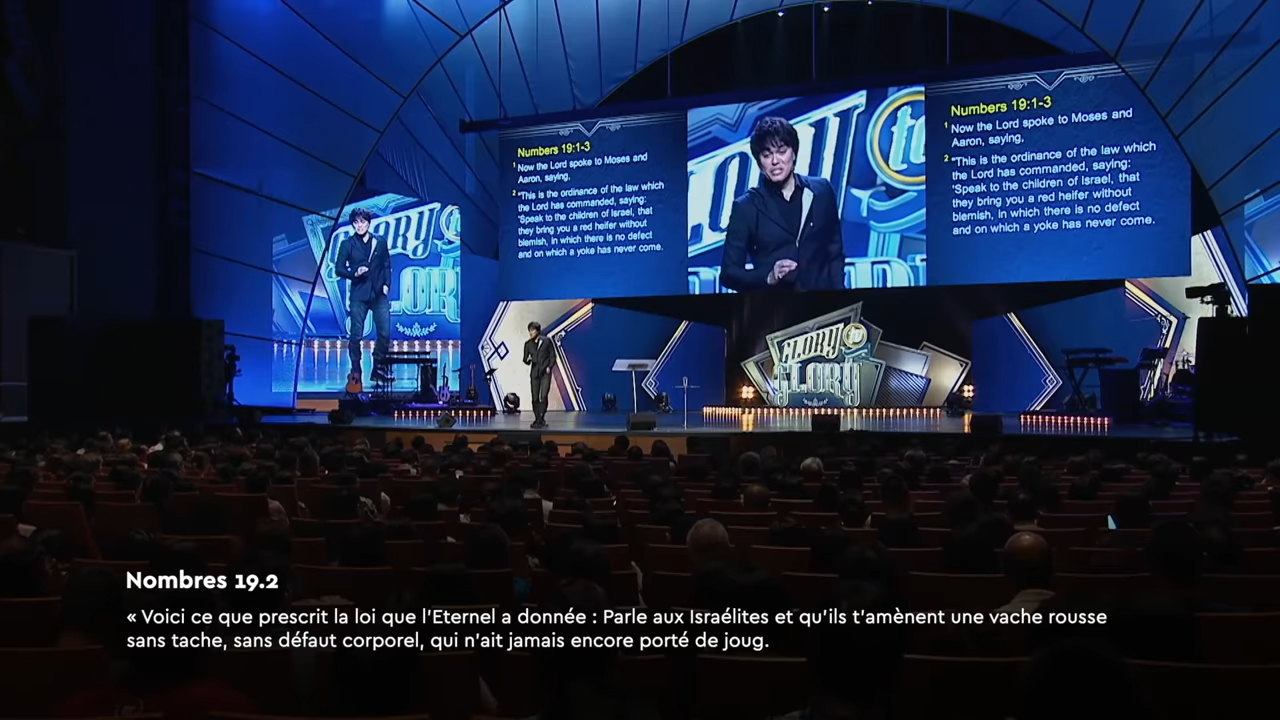 Numbers 19:1-3
1 Now the Lord spoke to Moses and
Aaron, saying,
2 "This is the ordinance of the law which
the Lord has commanded, saying:
'Speak to the children of Israel, that
they bring you a red heifer without
blemish, in which there is no defect
and on which a yoke has never come.
Numbers 19:1-3
1 Now the Lord spoke to Moses and
Aaron, saying,
2 "This is the ordinance of the law which
the Lord has commanded, saying:
'Speak to the children of Israel, that
they bring you a red heifer without
blemish, in which there is no defect
and on which a yoke has never come.
to
GLORY
GLORY
GLORY to
GLORY
Nombres 19.2
« Voici ce que prescrit la loi que l'Eternel a donnée : Parle aux Israélites et qu'ils t'amènent une vache rousse
sans tache, sans défaut corporel, qui n'ait jamais encore porté de joug.